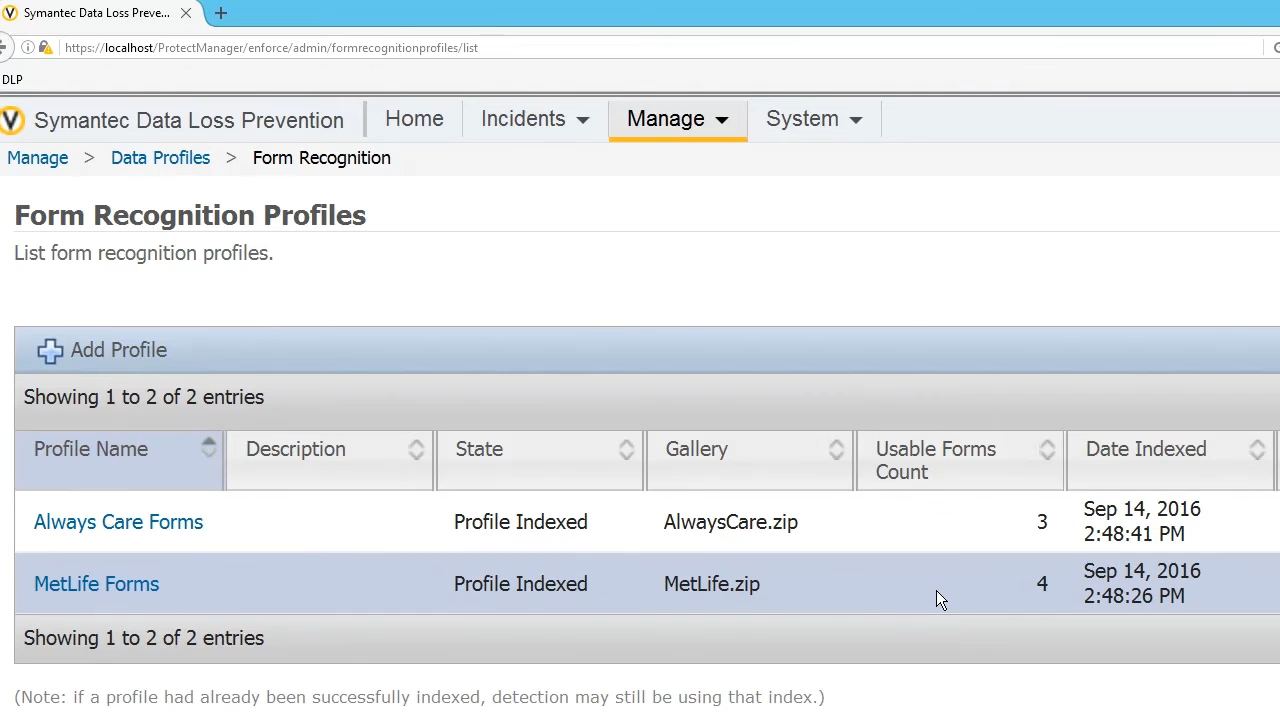 Symantec Data Loss Preve...
https://localhost/ProtectManager/enforce/admin/formrecognitionprofiles/list
DLP
Symantec Data Loss Prevention Home Incidents Manage System
Manage > Data Profiles > Form Recognition
Form Recognition Profiles
List form recognition profiles.
Add Profile
Showing 1 to 2 of 2 entries
Profile Name Description State Gallery Usable Forms Count Date Indexed
Always Care Forms Profile Indexed AlwaysCare.zip 3 Sep 14, 2016 2:48:41 PM
MetLife Forms Profile Indexed MetLife.zip 4 Sep 14, 2016 2:48:26 PM
Showing 1 to 2 of 2 entries
(Note: if a profile had already been successfully indexed, detection may still be using that index.)